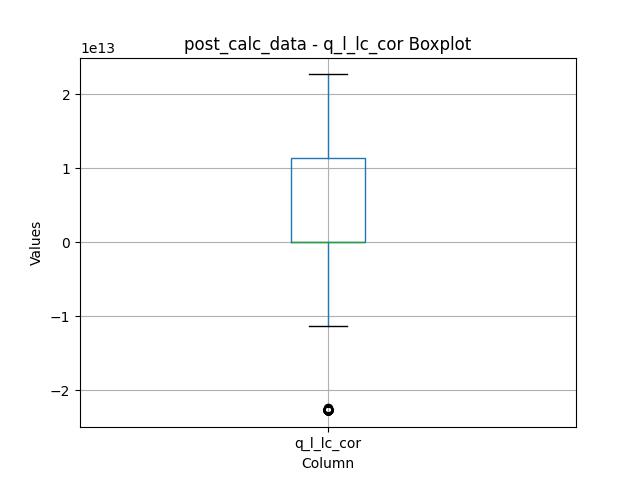 post_calc_data - q_l_lc_cor Boxplot
1e13
2
1
0
−1
−2
Values
q_l_lc_cor
Column